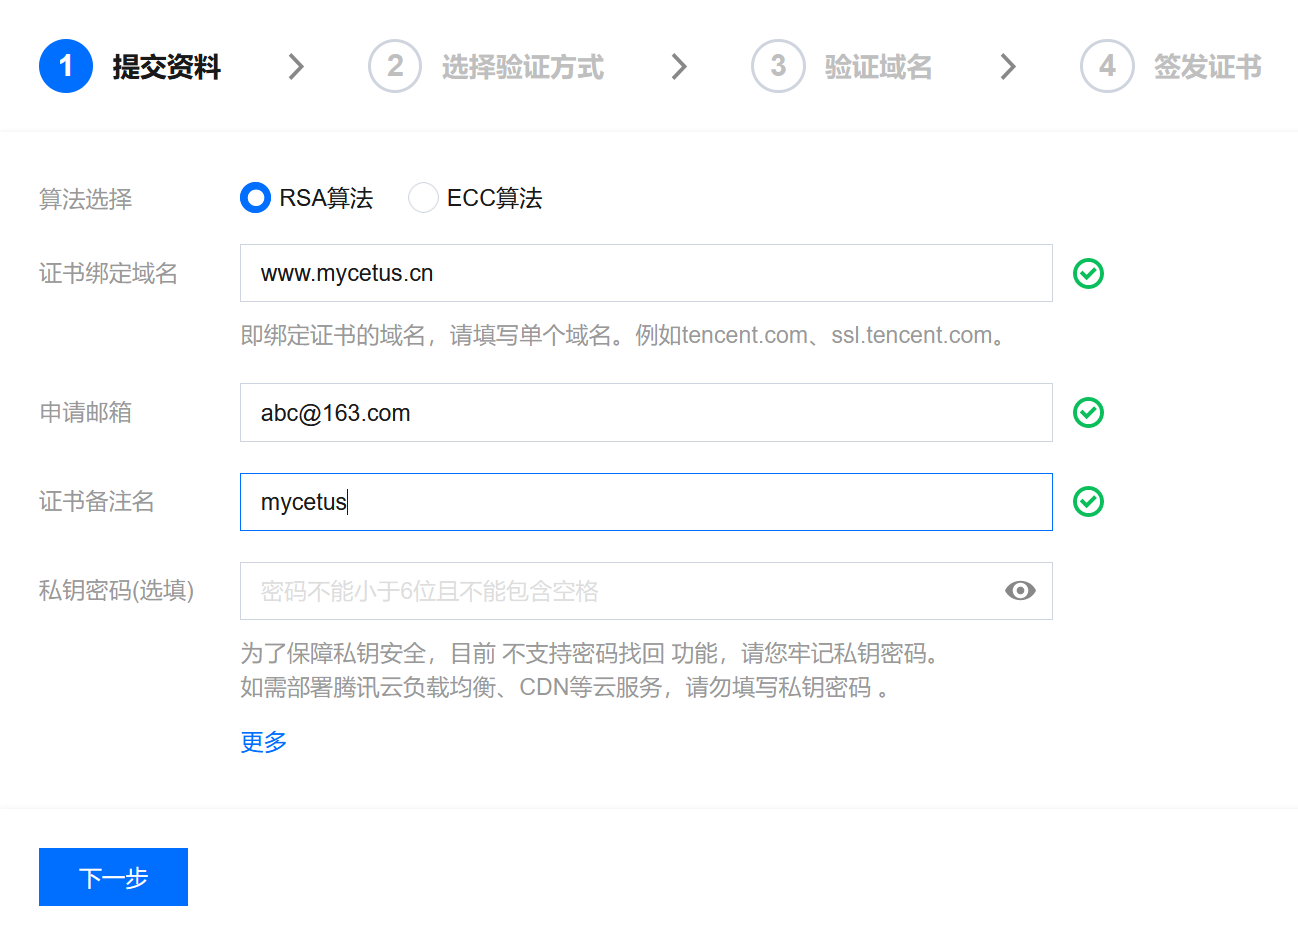 1 提交资料 2 选择验证方式 3 验证域名 4 签发证书
算法选择 RSA算法 ECC算法
证书绑定域名 www.mycetus.cn
即绑定证书的域名，请填写单个域名。例如tencent.com、ssl.tencent.com。
申请邮箱 abc@163.com
证书备注名 mycetus
私钥密码(选填) 密码不能小于6位且不能包含空格
为了保障私钥安全，目前 不支持密码找回 功能，请您牢记私钥密码。
如需部署腾讯云负载均衡、CDN等云服务，请勿填写私钥密码 。
更多
下一步